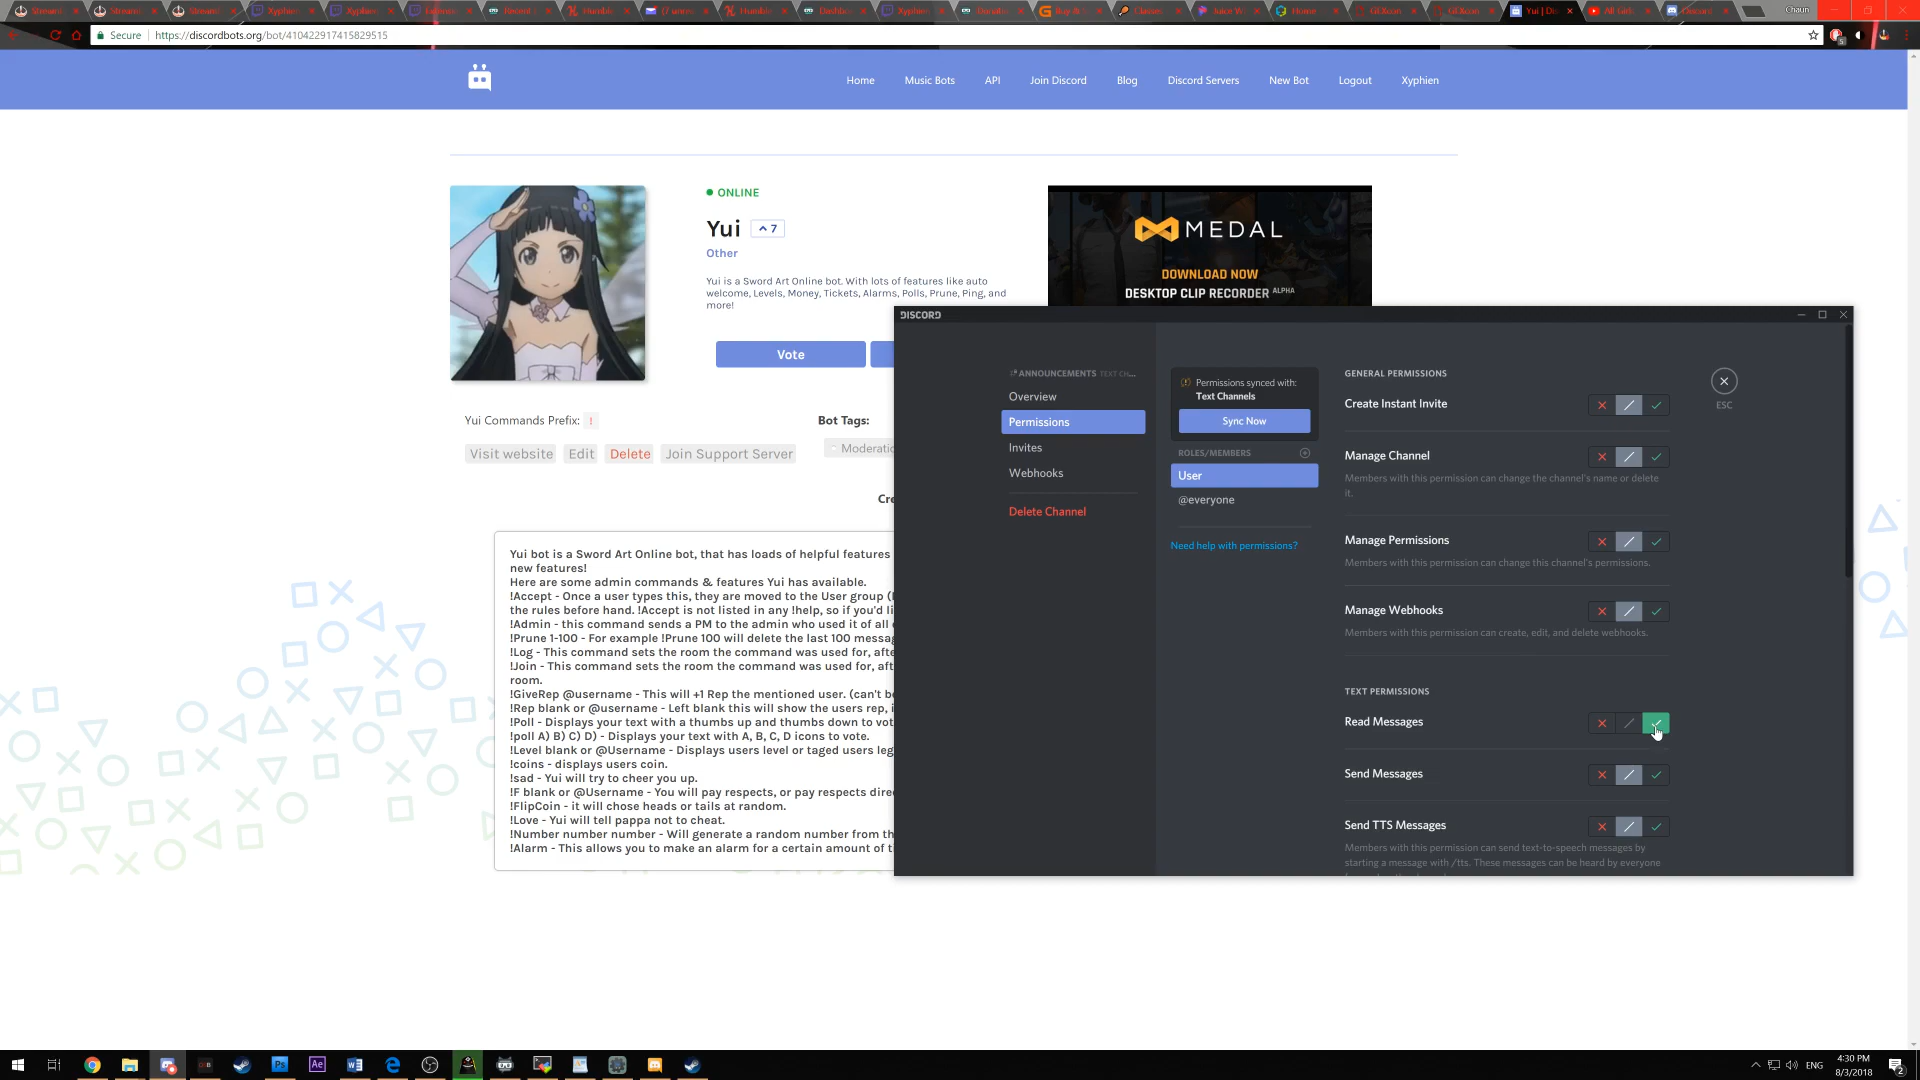 Secure
https://discordbots.org/bot/410422917415829515
Chaun
Home
Music Bots
API
Join Discord
Blog
Discord Servers
New Bot
Logout
Xyphien
ONLINE
Yui
7
Other
Yui is a Sword Art Online bot. With lots of features like auto
welcome, Levels, Money, Tickets, Alarms, Polls, Prune, Ping, and
more!
Vote
MEDAL
DOWNLOAD NOW
DESKTOP CLIP RECORDER ALPHA
Yui Commands Prefix: !
Bot Tags:
Visit website
Edit
Delete
Join Support Server
Moderatio
Cre
Yui bot is a Sword Art Online bot, that has loads of helpful features
new features!
Here are some admin commands & features Yui has available.
!Accept - Once a user types this, they are moved to the User group (
the rules before hand. !Accept is not listed in any !help, so if you'd li
!Admin - this command sends a PM to the admin who used it of all
!Prune 1-100 - For example !Prune 100 will delete the last 100 messag
!Log - This command sets the room the command was used for, afte
!Join - This command sets the room the command was used for, aft
room.
!GiveRep @username - This will +1 Rep the mentioned user. (can't be
!Rep blank or @username - Left blank this will show the users rep, i
!Poll - Displays your text with a thumbs up and thumbs down to vot
!poll A) B) C) D) - Displays your text with A, B, C, D icons to vote.
!Level blank or @Username - Displays users level or taged users leg
!coins - displays users coin.
!sad - Yui will try to cheer you up.
!F blank or @Username - You will pay respects, or pay respects direc
!FlipCoin - it will chose heads or tails at random.
!Love - Yui will tell pappa not to cheat.
!Number number number - Will generate a random number from th
!Alarm - This allows you to make an alarm for a certain amount of t
DISCORD
# ANNOUNCEMENTS TEXT CH...
Overview
Permissions
Invites
Webhooks
Delete Channel
Permissions synced with:
Text Channels
Sync Now
ROLES/MEMBERS
User
@everyone
Need help with permissions?
GENERAL PERMISSIONS
Create Instant Invite
Manage Channel
Members with this permission can change the channel's name or delete
it.
Manage Permissions
Members with this permission can change this channel's permissions.
Manage Webhooks
Members with this permission can create, edit, and delete webhooks.
TEXT PERMISSIONS
Read Messages
Send Messages
Send TTS Messages
Members with this permission can send text-to-speech messages by
starting a message with /tts. These messages can be heard by everyone
ESC
ENG
4:30 PM
8/3/2018